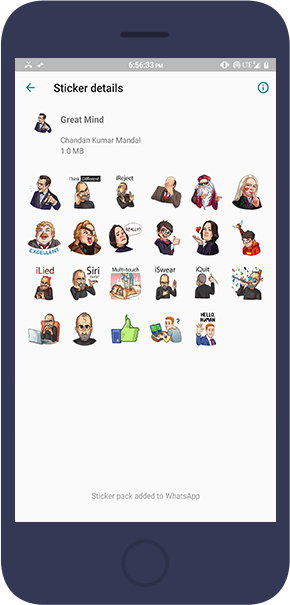 6:56:33 PM
LTE
Sticker details
Great Mind
Chandan Kumar Mandal
1.0 MB
Think Different
iReject
EXCELLENT
REALLY?
iLied
Siri
Multi-touch
iSwear
iQuit
HELLO,
HUMAN
Sticker pack added to WhatsApp